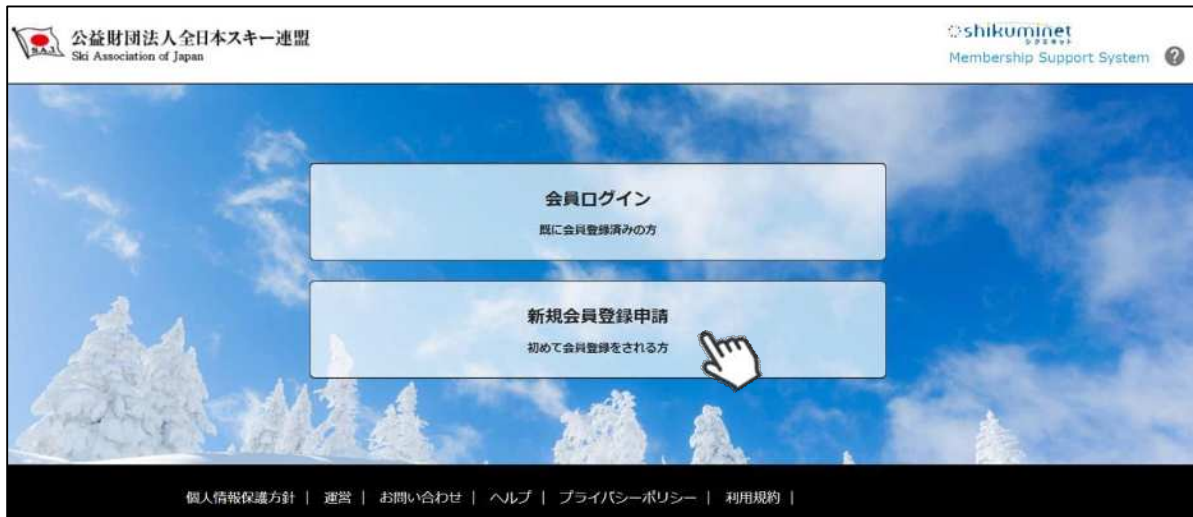 公益財団法人全日本スキー連盟
Ski Association of Japan
S.A.J
shikuminet
シクミネット
Membership Support System
?
会員ログイン
既に会員登録済みの方
新規会員登録申請
初めて会員登録をされる方
個人情報保護方針 | 運営 | お問い合わせ | ヘルプ | プライバシーポリシー | 利用規約 |